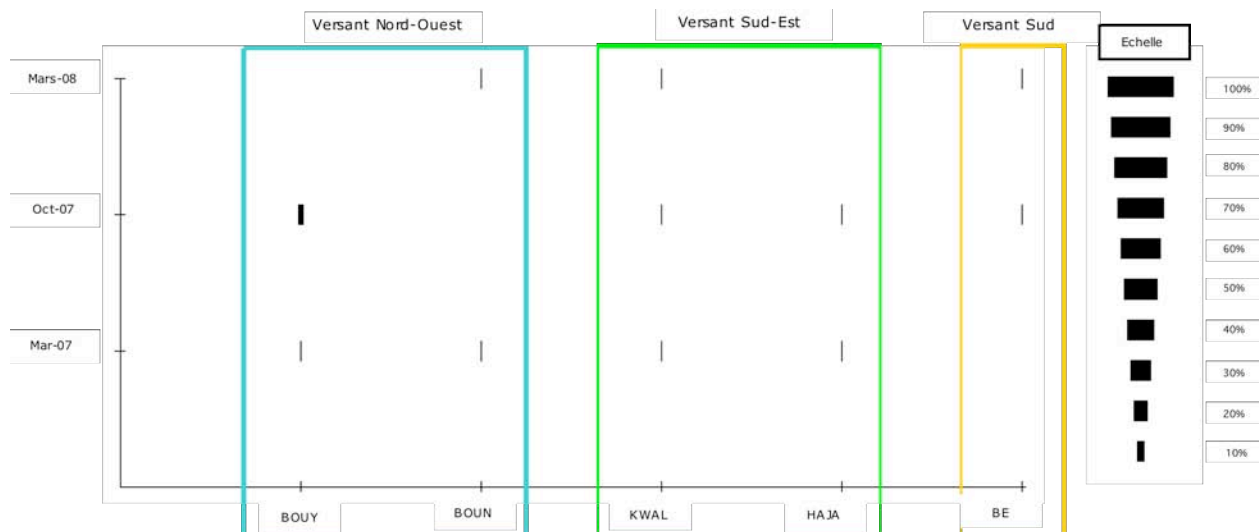 Versant Nord-Ouest
Versant Sud-Est
Versant Sud
Echelle
Mars-08
Oct-07
Mar-07
100%
90%
80%
70%
60%
50%
40%
30%
20%
10%
BOUY
BOUN
KWAL
HAJA
BE